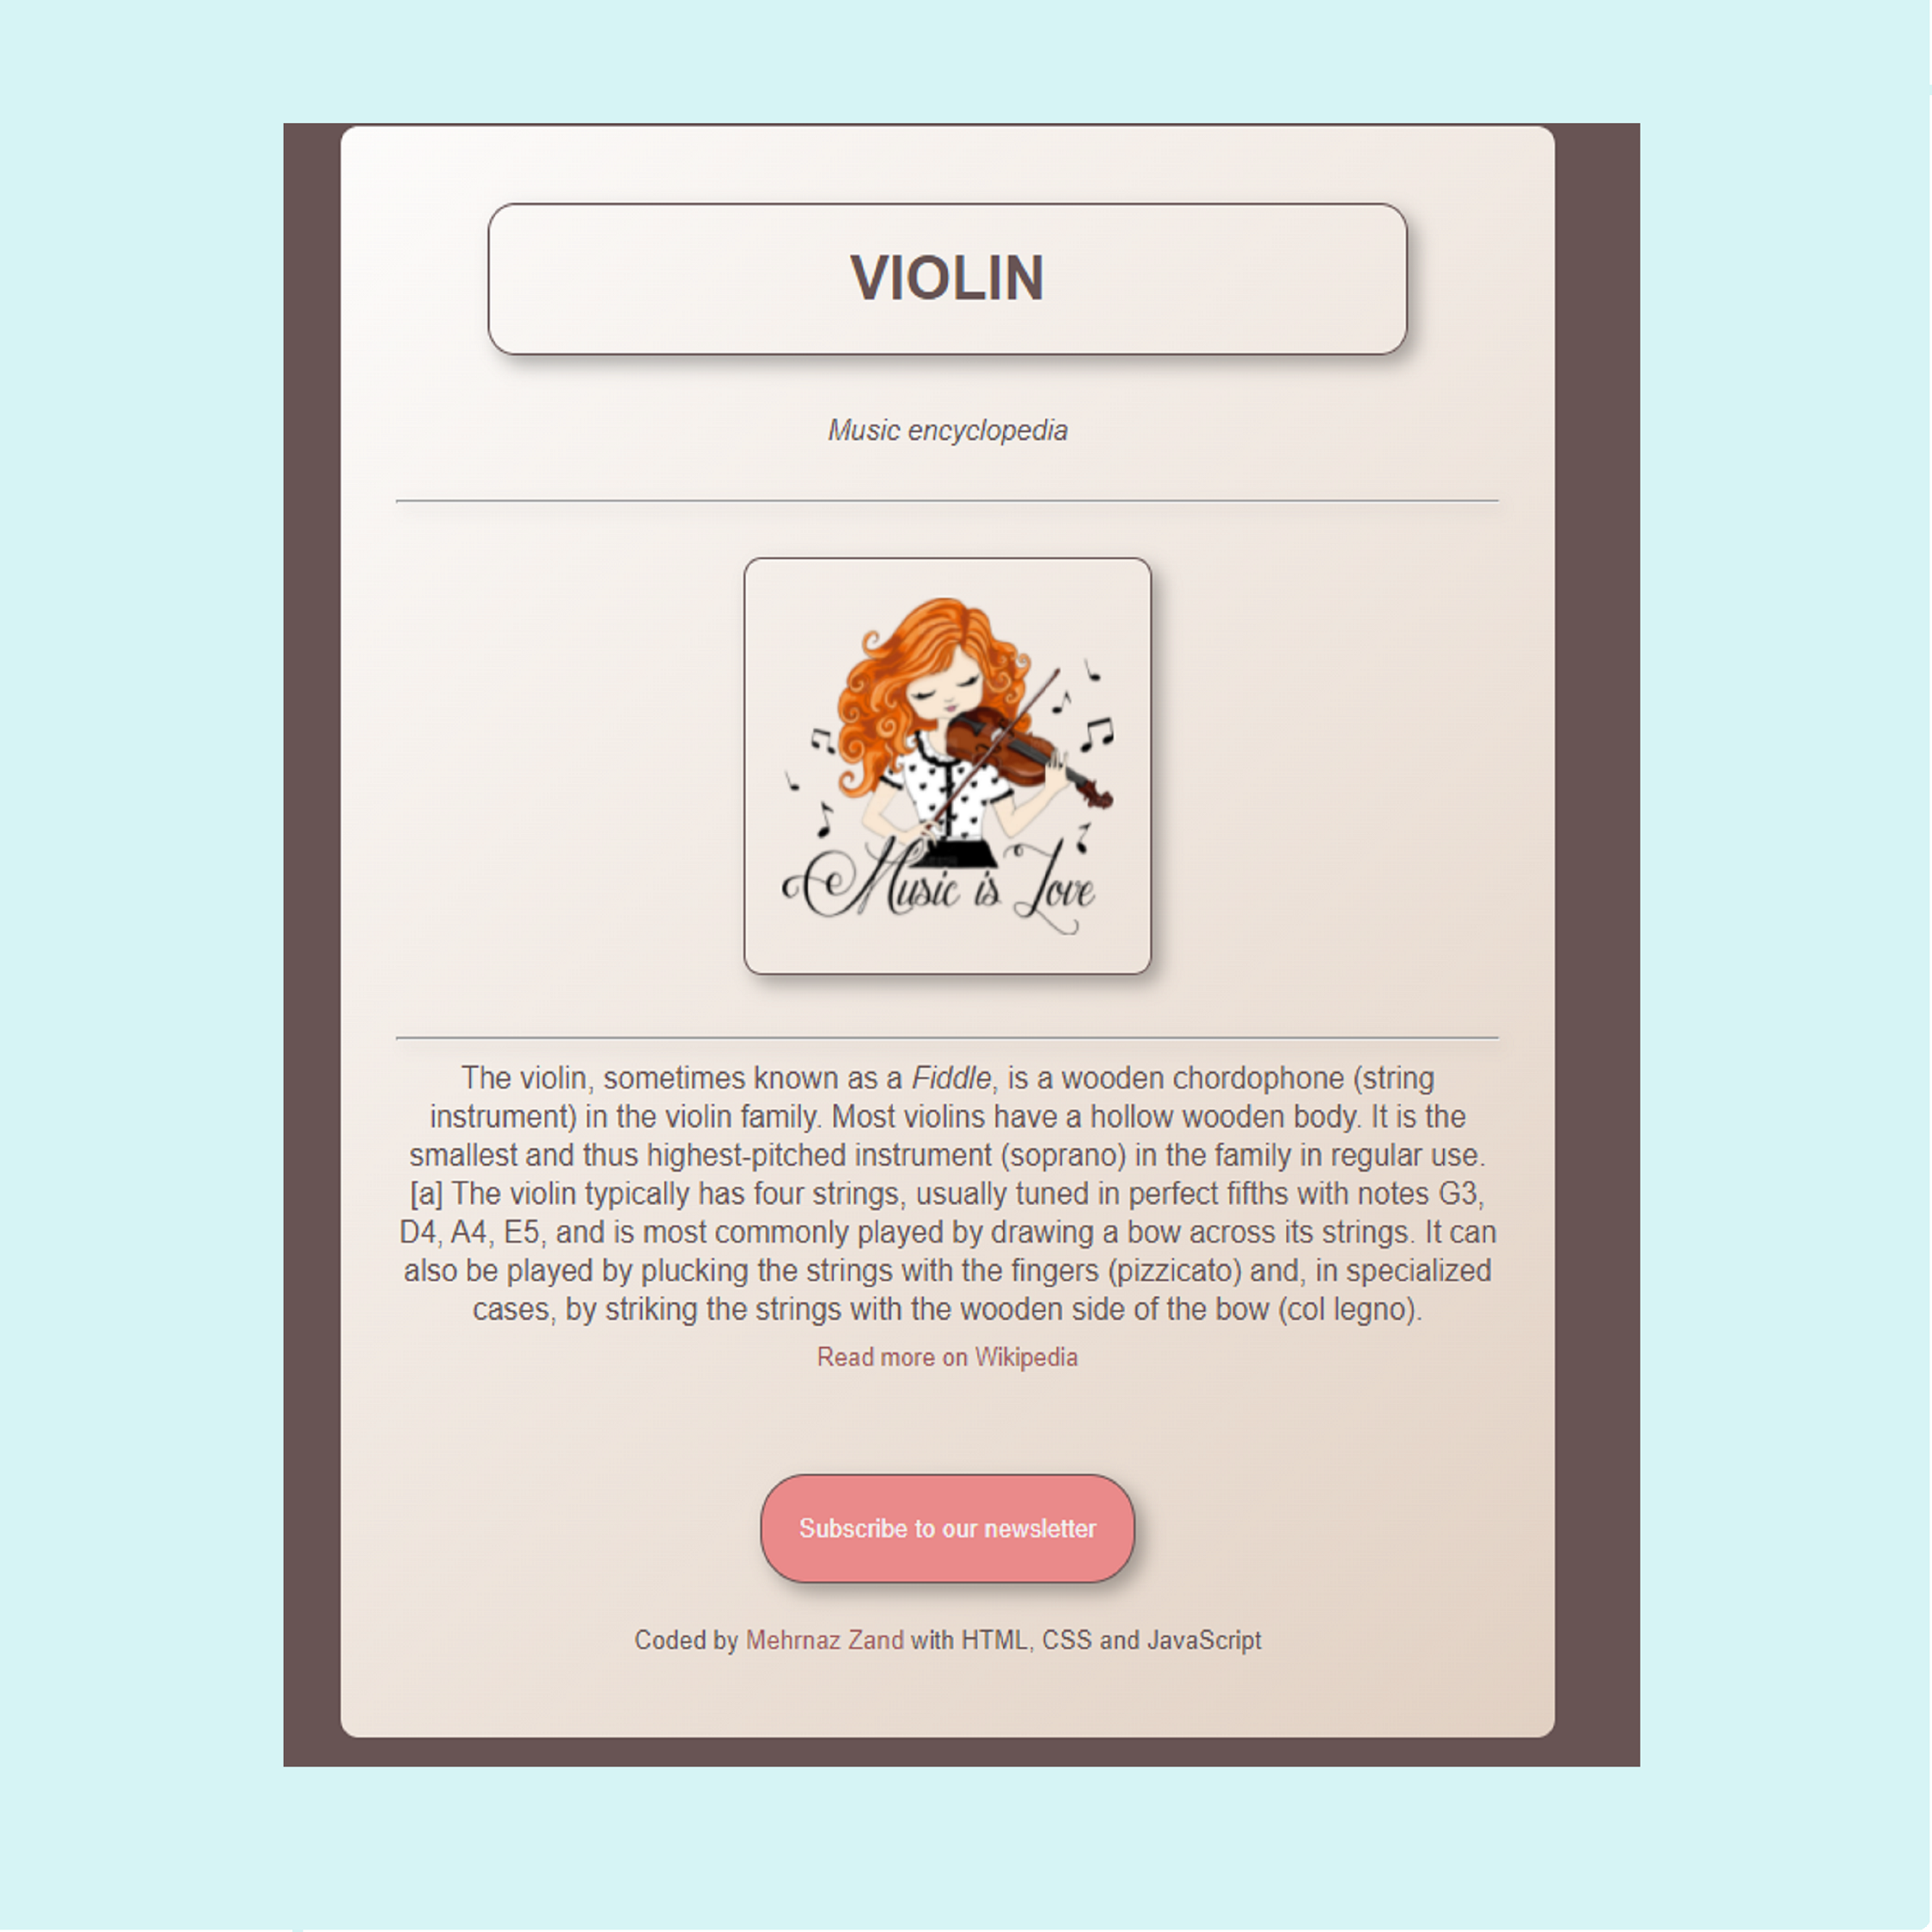 VIOLIN
Music encyclopedia
Music is Love
The violin, sometimes known as a Fiddle, is a wooden chordophone (string
instrument) in the violin family. Most violins have a hollow wooden body. It is the
smallest and thus highest-pitched instrument (soprano) in the family in regular use.
[a] The violin typically has four strings, usually tuned in perfect fifths with notes G3,
D4, A4, E5, and is most commonly played by drawing a bow across its strings. It can
also be played by plucking the strings with the fingers (pizzicato) and, in specialized
cases, by striking the strings with the wooden side of the bow (col legno).
Read more on Wikipedia
Subscribe to our newsletter
Coded by Mehrnaz Zand with HTML, CSS and JavaScript